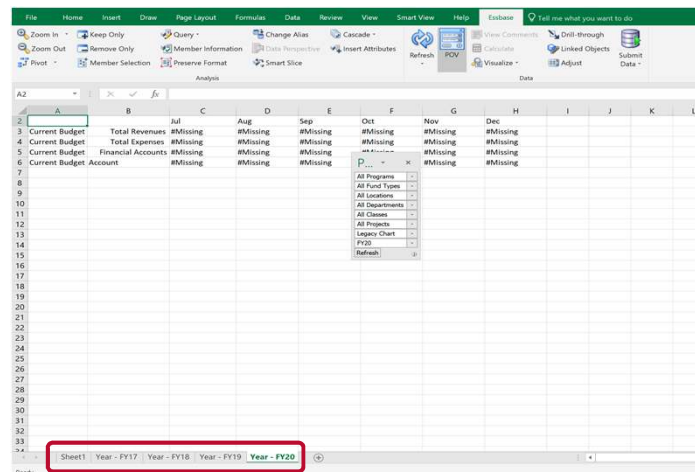 File Home Insert Draw Page Layout Formulas Data Review View Smart View Help Essbase Tell me what you want to do
Zoom In Keep Only Query Change Alias Cascade View Comments Drill-through
Zoom Out Remove Only Member Information Data Perspective Insert Attributes Calculate Linked Objects
Pivot Member Selection Preserve Format Smart Slice Refresh POV Visualize Adjust Submit Data
Analysis Data
A2 fx
A B C D E F G H I J K L
2 Jul Aug Sep Oct Nov Dec
3 Current Budget Total Revenues #Missing #Missing #Missing #Missing #Missing #Missing
4 Current Budget Total Expenses #Missing #Missing #Missing #Missing #Missing #Missing
5 Current Budget Financial Accounts #Missing #Missing #Missing #Missing #Missing #Missing
6 Current Budget Account #Missing #Missing #Missing #Missing #Missing
7
8
9
10
11
12
13
14
15
16
17
18
19
20
21
22
23
24
25
26
27
28
29
30
31
32
33
34
P...
All Programs
All Fund Types
All Locations
All Departments
All Classes
All Projects
Legacy Chart
FY20
Refresh
Sheet1 Year - FY17 Year - FY18 Year - FY19 Year - FY20
Ready